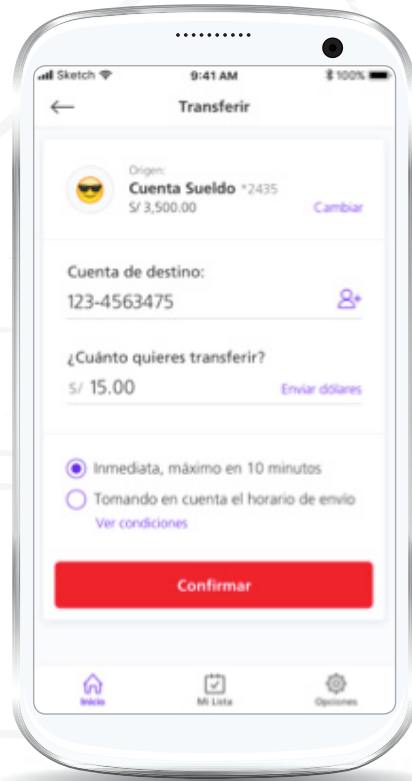 Sketch
9:41 AM
100%
Transferir
Origen:
Cuenta Sueldo *2435
S/ 3,500.00
Cambiar
Cuenta de destino:
123-4563475
¿Cuánto quieres transferir?
S/ 15.00
Enviar dólares
Inmediata, máximo en 10 minutos
Tomando en cuenta el horario de envío
Ver condiciones
Confirmar
Inicio
Mi Lista
Opciones